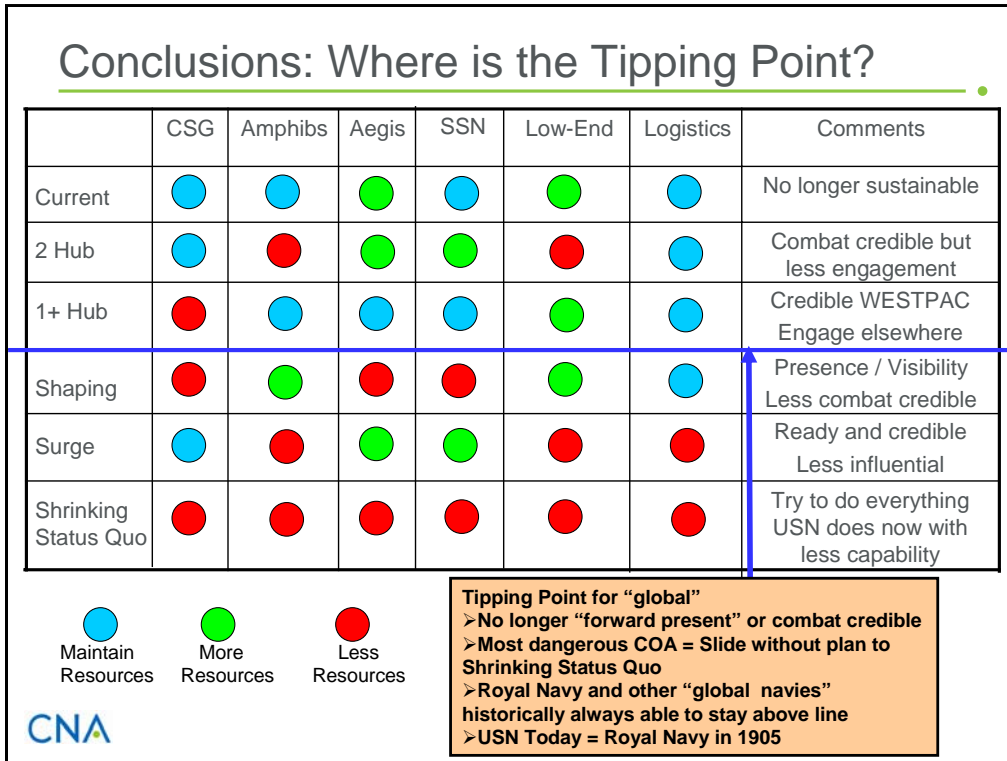 Conclusions: Where is the Tipping Point?
CSG Amphibs Aegis SSN Low-End Logistics Comments
Current No longer sustainable
2 Hub Combat credible but
less engagement
1+ Hub Credible WESTPAC
Engage elsewhere
Shaping Presence / Visibility
Less combat credible
Surge Ready and credible
Less influential
Shrinking
Status Quo
Try to do everything
USN does now with
less capability
Maintain
Resources
More
Resources
Less
Resources
Tipping Point for “global”
➢No longer “forward present” or combat credible
➢Most dangerous COA = Slide without plan to
Shrinking Status Quo
➢Royal Navy and other “global navies”
historically always able to stay above line
➢USN Today = Royal Navy in 1905
CNA